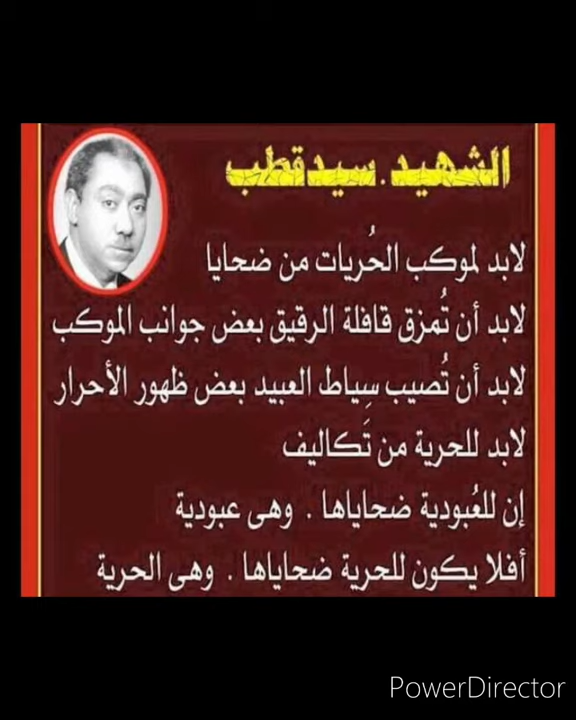 الشهيد.سيدقطب
لابد لموكب الحُريات من ضحايا
لابد أن تُمزق قافلة الرقيق بعض جوانب الموكب
لابد أن تُصيب سِياط العبيد بعض ظهور الأحرار
لابد للحرية من تَكاليف
إن للعُبودية ضحاياها . وهى عبودية
أفلا يكون للحرية ضحاياها . وهى الحرية
PowerDirector